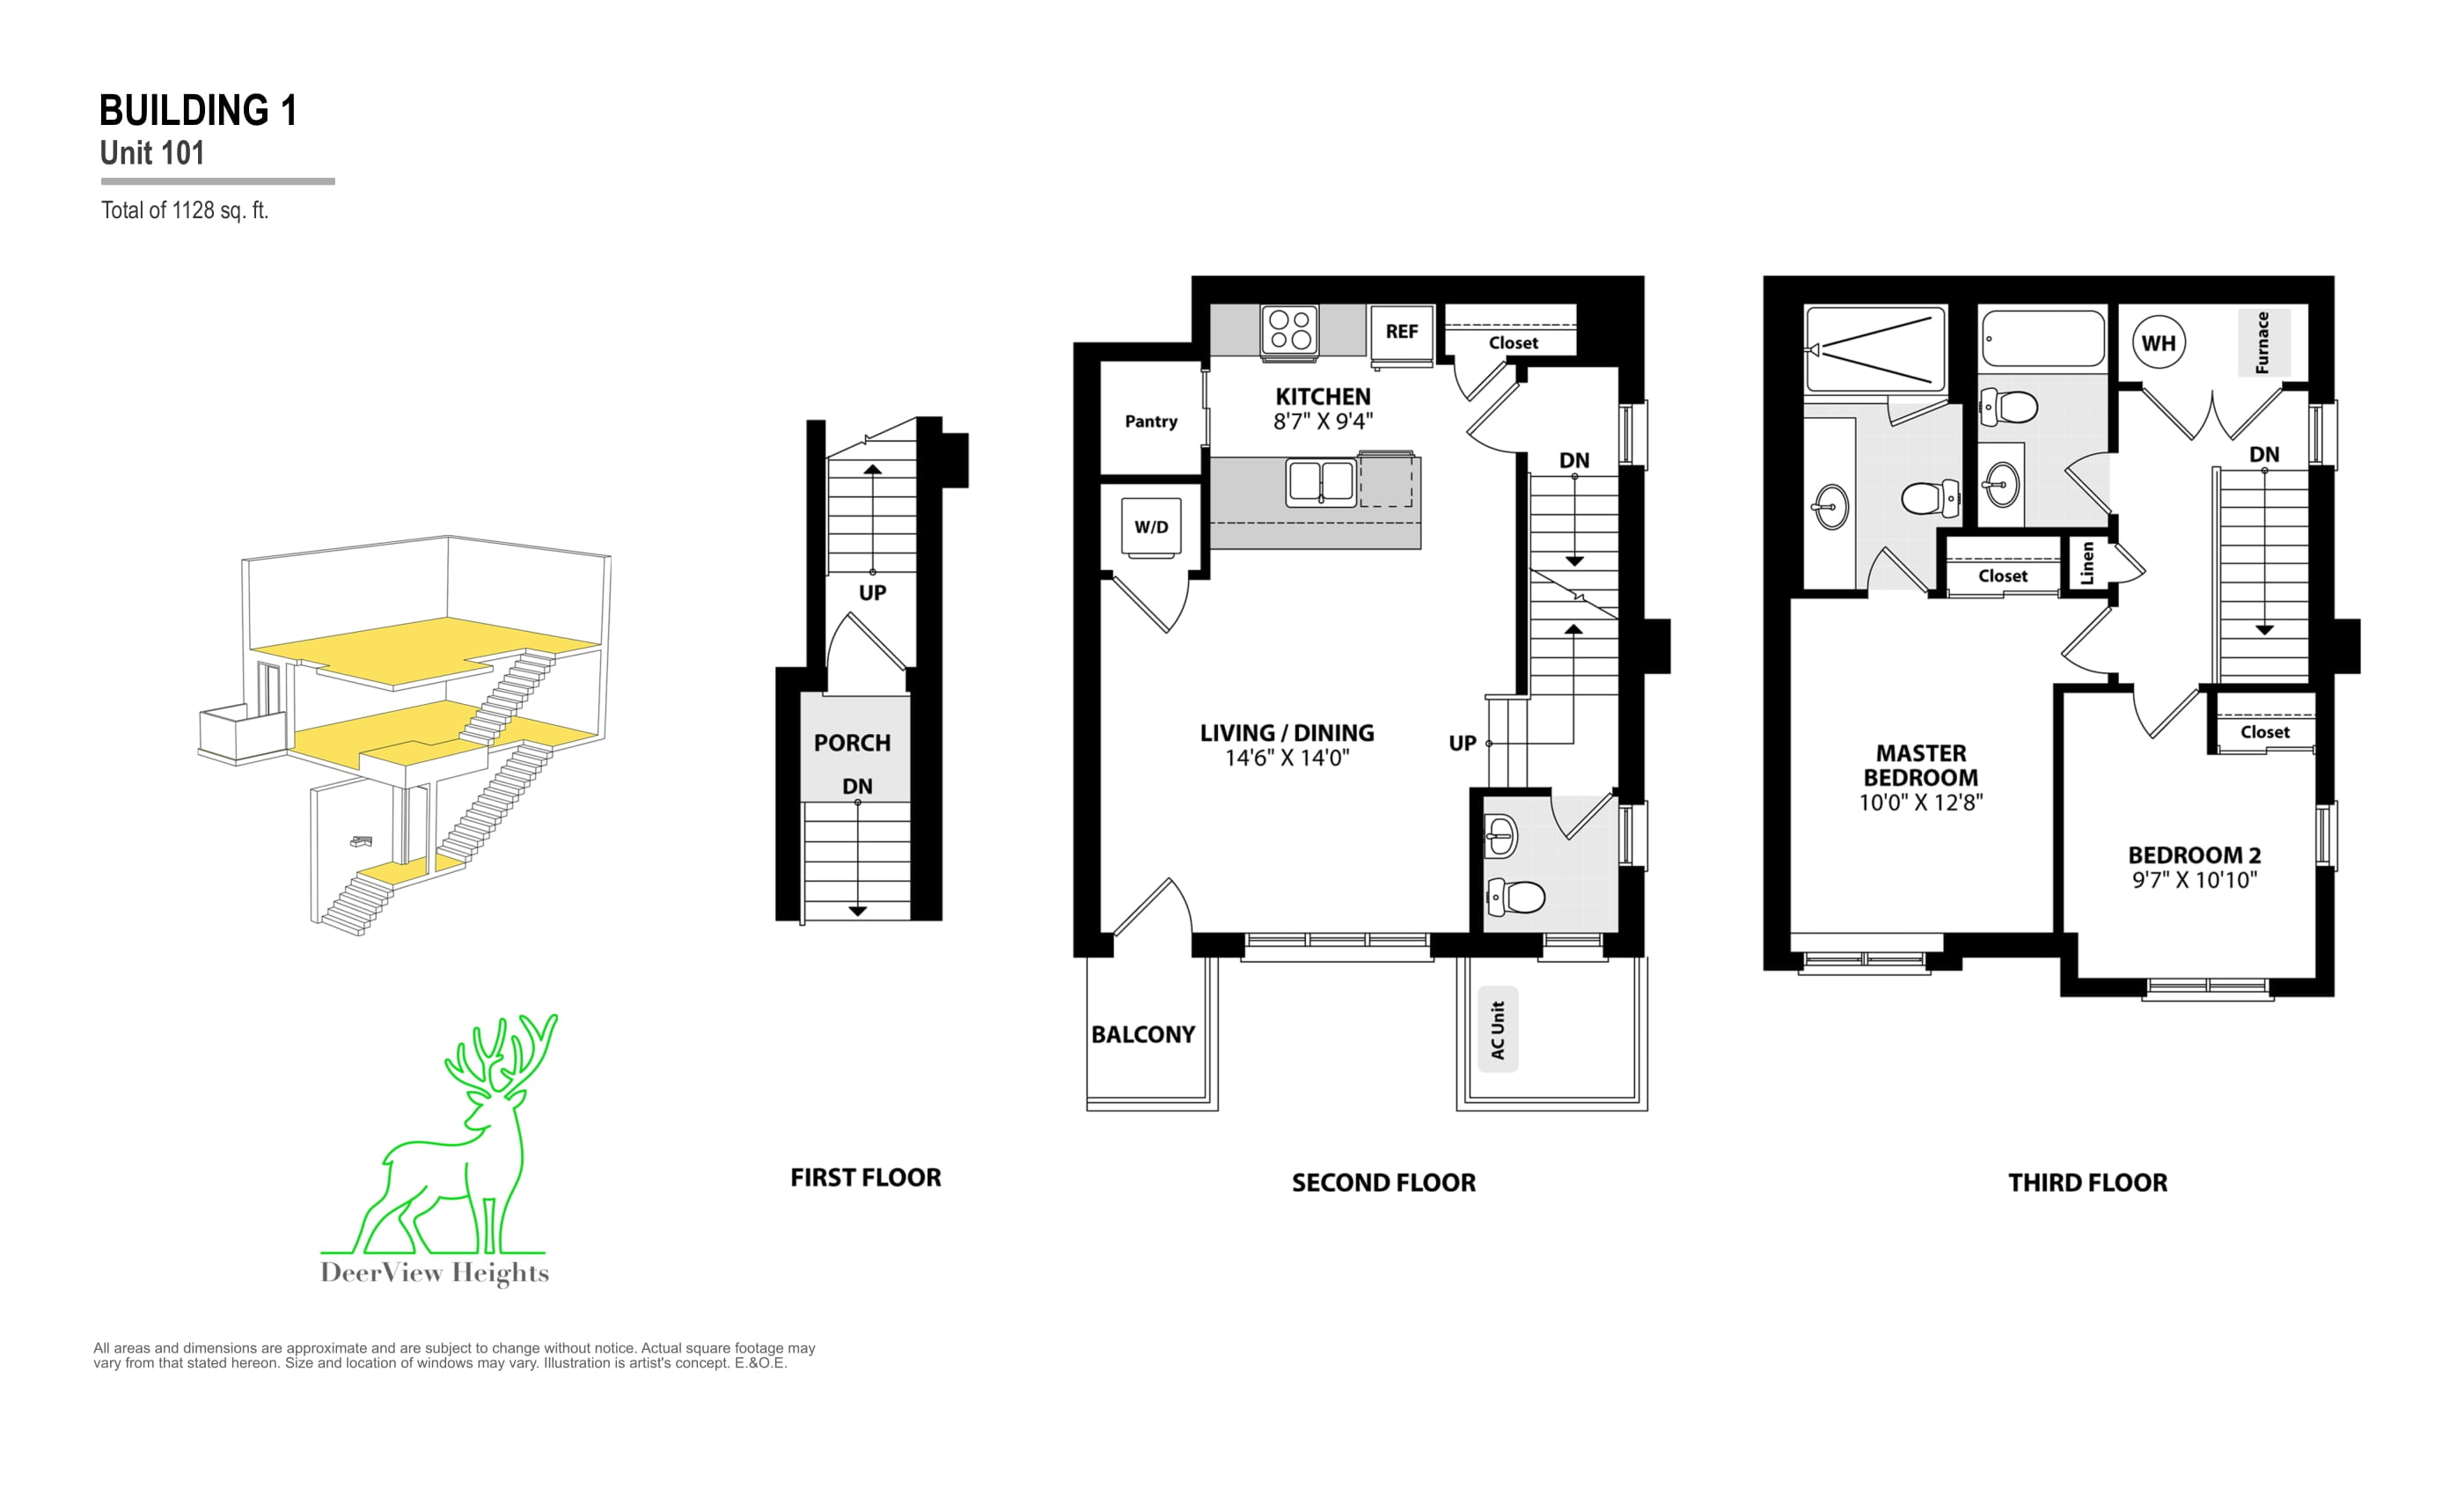 BUILDING 1
Unit 101
Total of 1128 sq. ft.
UP
PORCH
DN
FIRST FLOOR
REF
Closet
KITCHEN
8'7" X 9'4"
Pantry
DN
W/D
LIVING / DINING
14'6" X 14'0"
UP
BALCONY
AC Unit
SECOND FLOOR
WH
Furnace
DN
Closet
Linen
MASTER
BEDROOM
10'0" X 12'8"
Closet
BEDROOM 2
9'7" X 10'10"
THIRD FLOOR
DeerView Heights
All areas and dimensions are approximate and are subject to change without notice. Actual square footage may
vary from that stated hereon. Size and location of windows may vary. Illustration is artist's concept. E.&O.E.